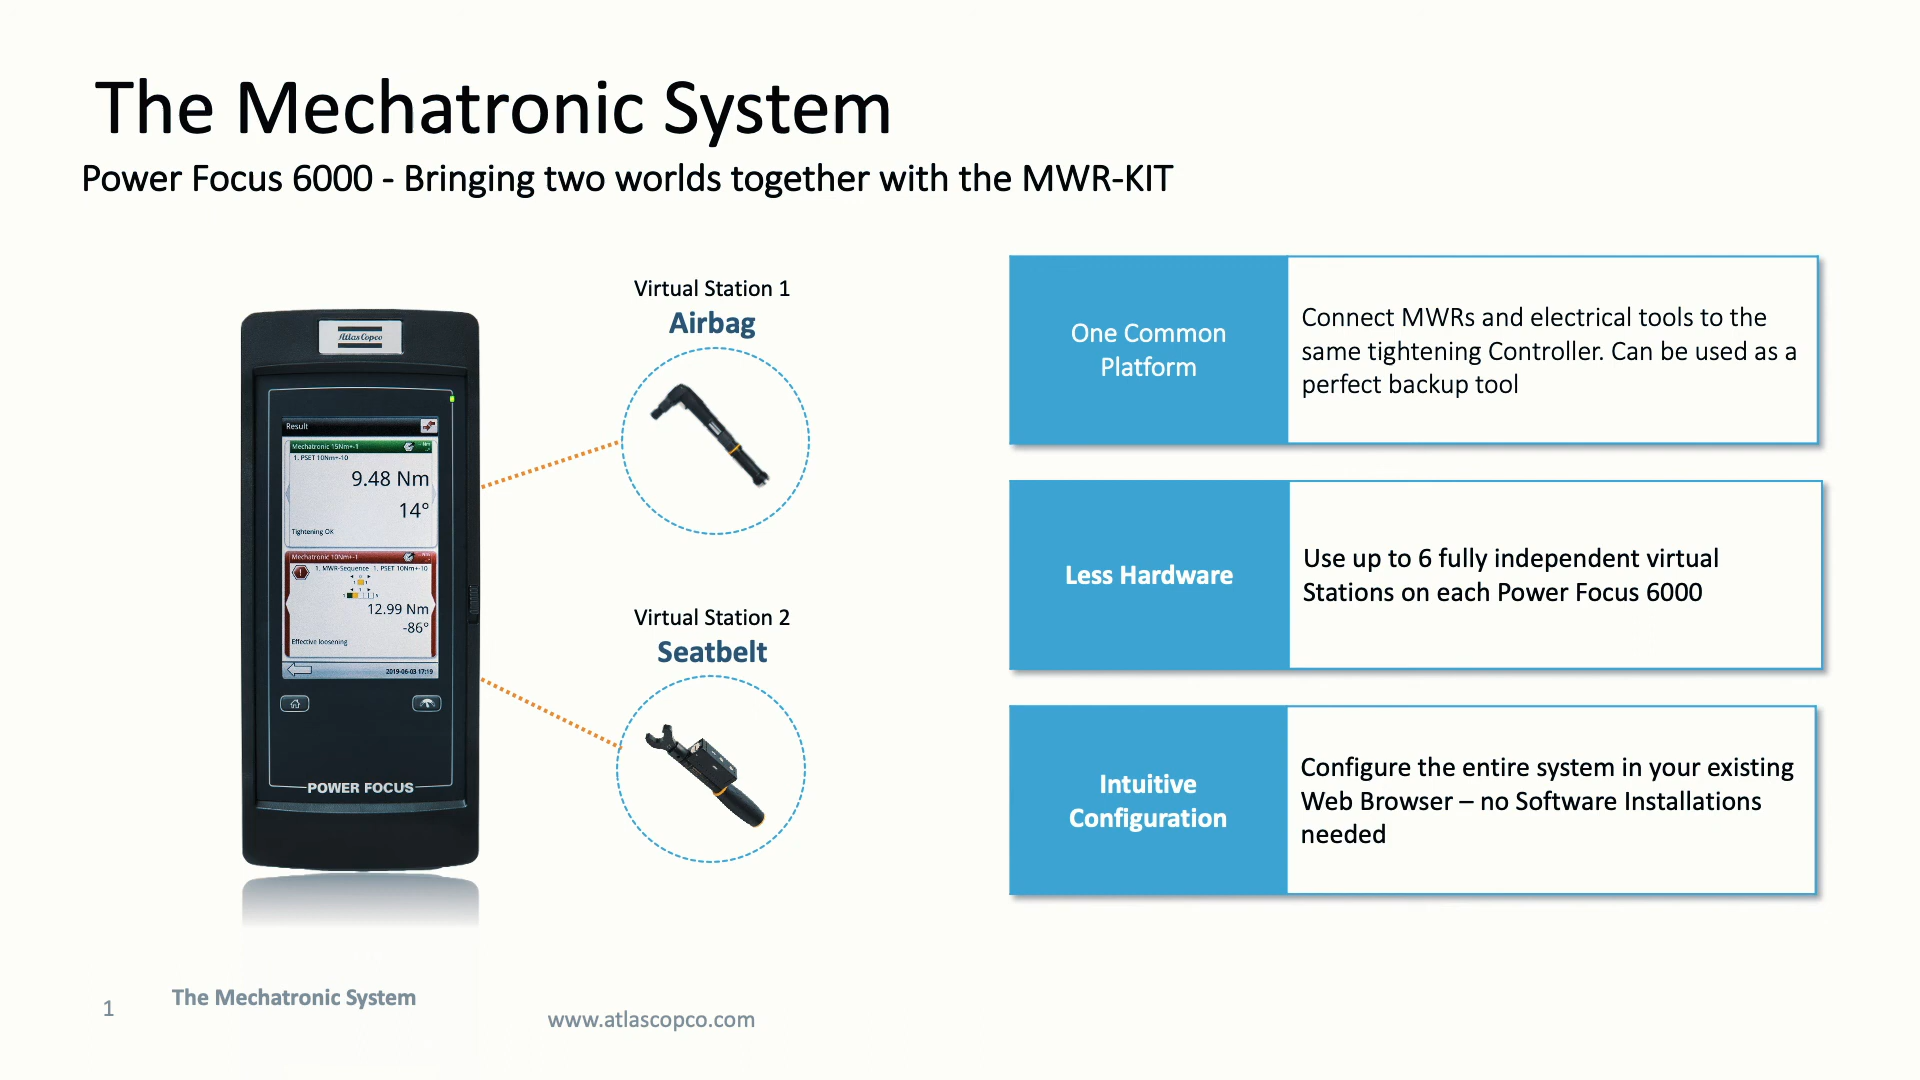 The Mechatronic System
Power Focus 6000 - Bringing two worlds together with the MWR-KIT
Virtual Station 1
Airbag
Atlas Copco
Result
Mechatronic 15Nm+-1
1. PSET 10Nm+-10
9.48 Nm
14°
Tightening OK
Mechatronic 10Nm+-1
1. MWR-Sequence 1. PSET 10Nm+-10
12.99 Nm
-86°
Effective loosening
2019-06-03 17:19
POWER FOCUS
Virtual Station 2
Seatbelt
One Common
Platform
Connect MWRs and electrical tools to the
same tightening Controller. Can be used as a
perfect backup tool
Less Hardware
Use up to 6 fully independent virtual
Stations on each Power Focus 6000
Intuitive
Configuration
Configure the entire system in your existing
Web Browser – no Software Installations
needed
1
The Mechatronic System
www.atlascopco.com